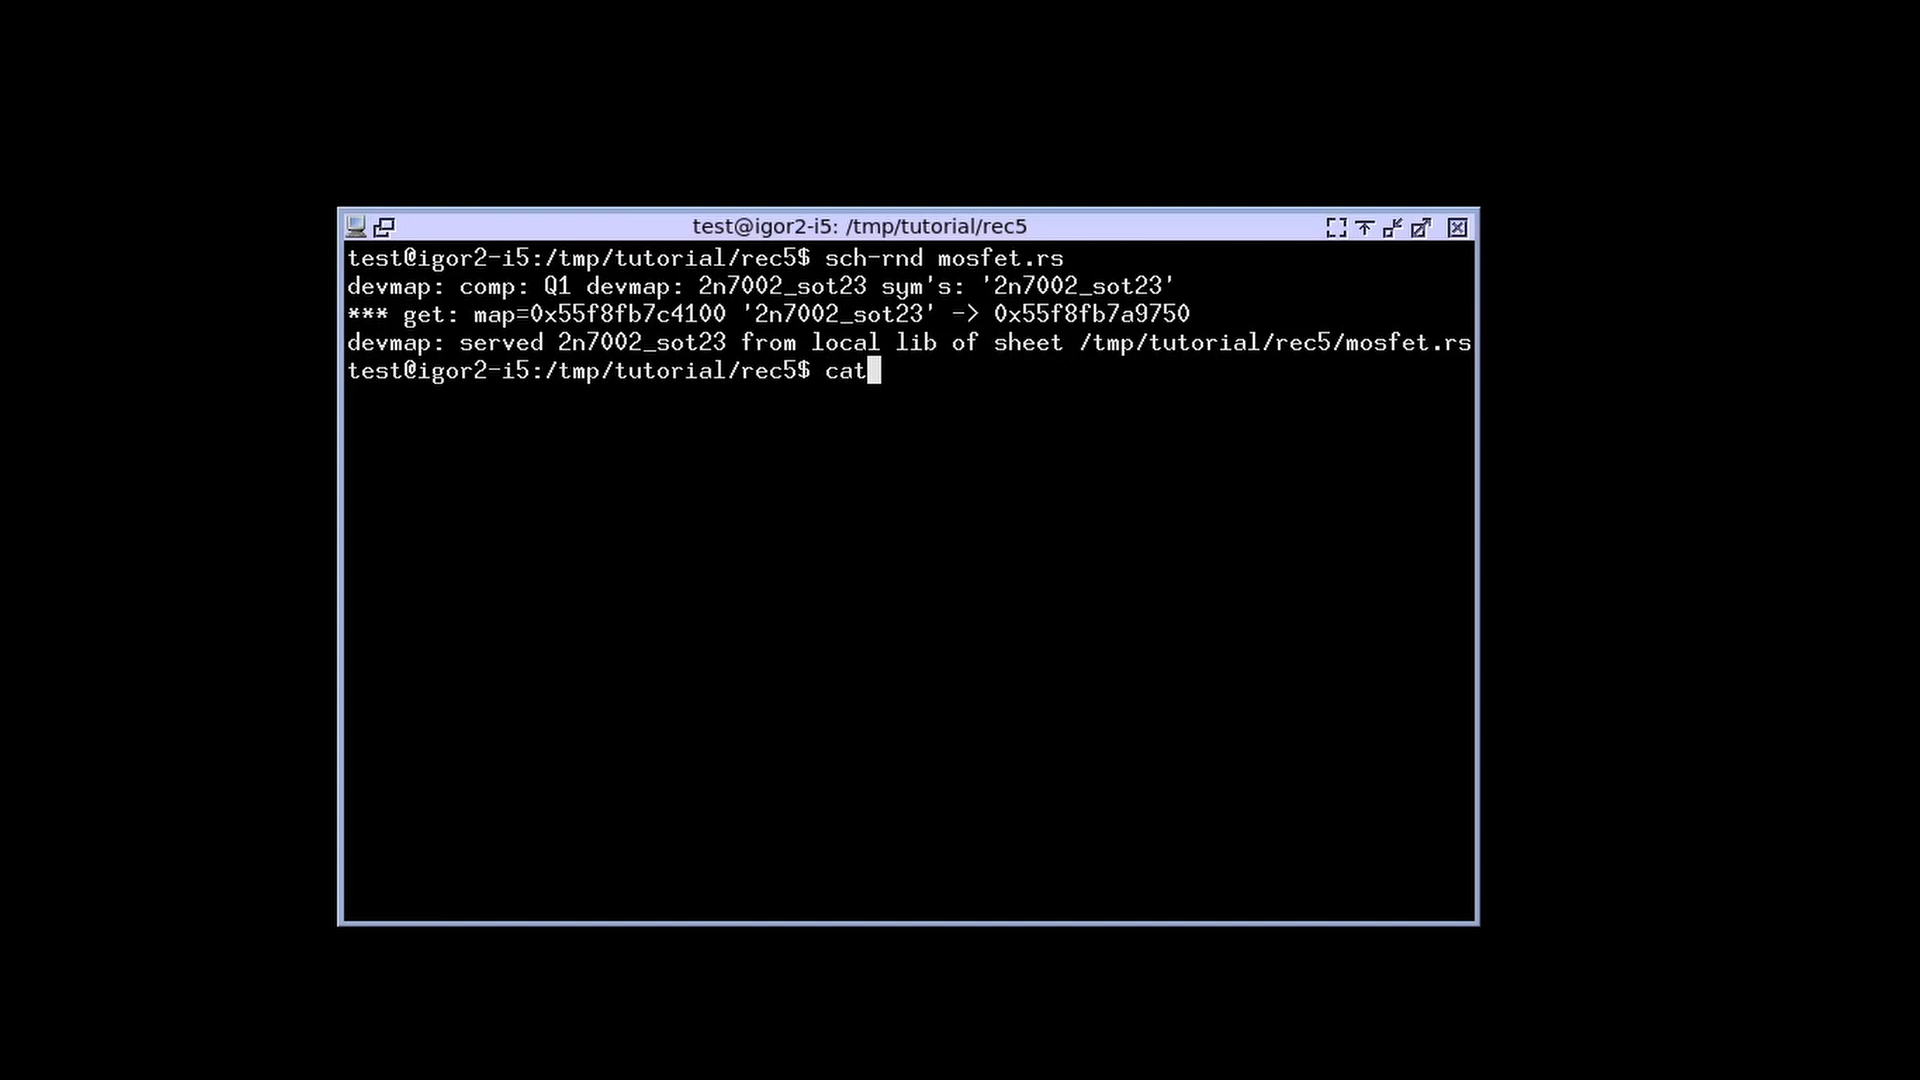 test@igor2-i5: /tmp/tutorial/rec5
test@igor2-i5:/tmp/tutorial/rec5$ sch-rnd mosfet.rs
devmap: comp: Q1 devmap: 2n7002_sot23 sym's: '2n7002_sot23'
*** get: map=0x55f8fb7c4100 '2n7002_sot23' -> 0x55f8fb7a9750
devmap: served 2n7002_sot23 from local lib of sheet /tmp/tutorial/rec5/mosfet.rs
test@igor2-i5:/tmp/tutorial/rec5$ cat